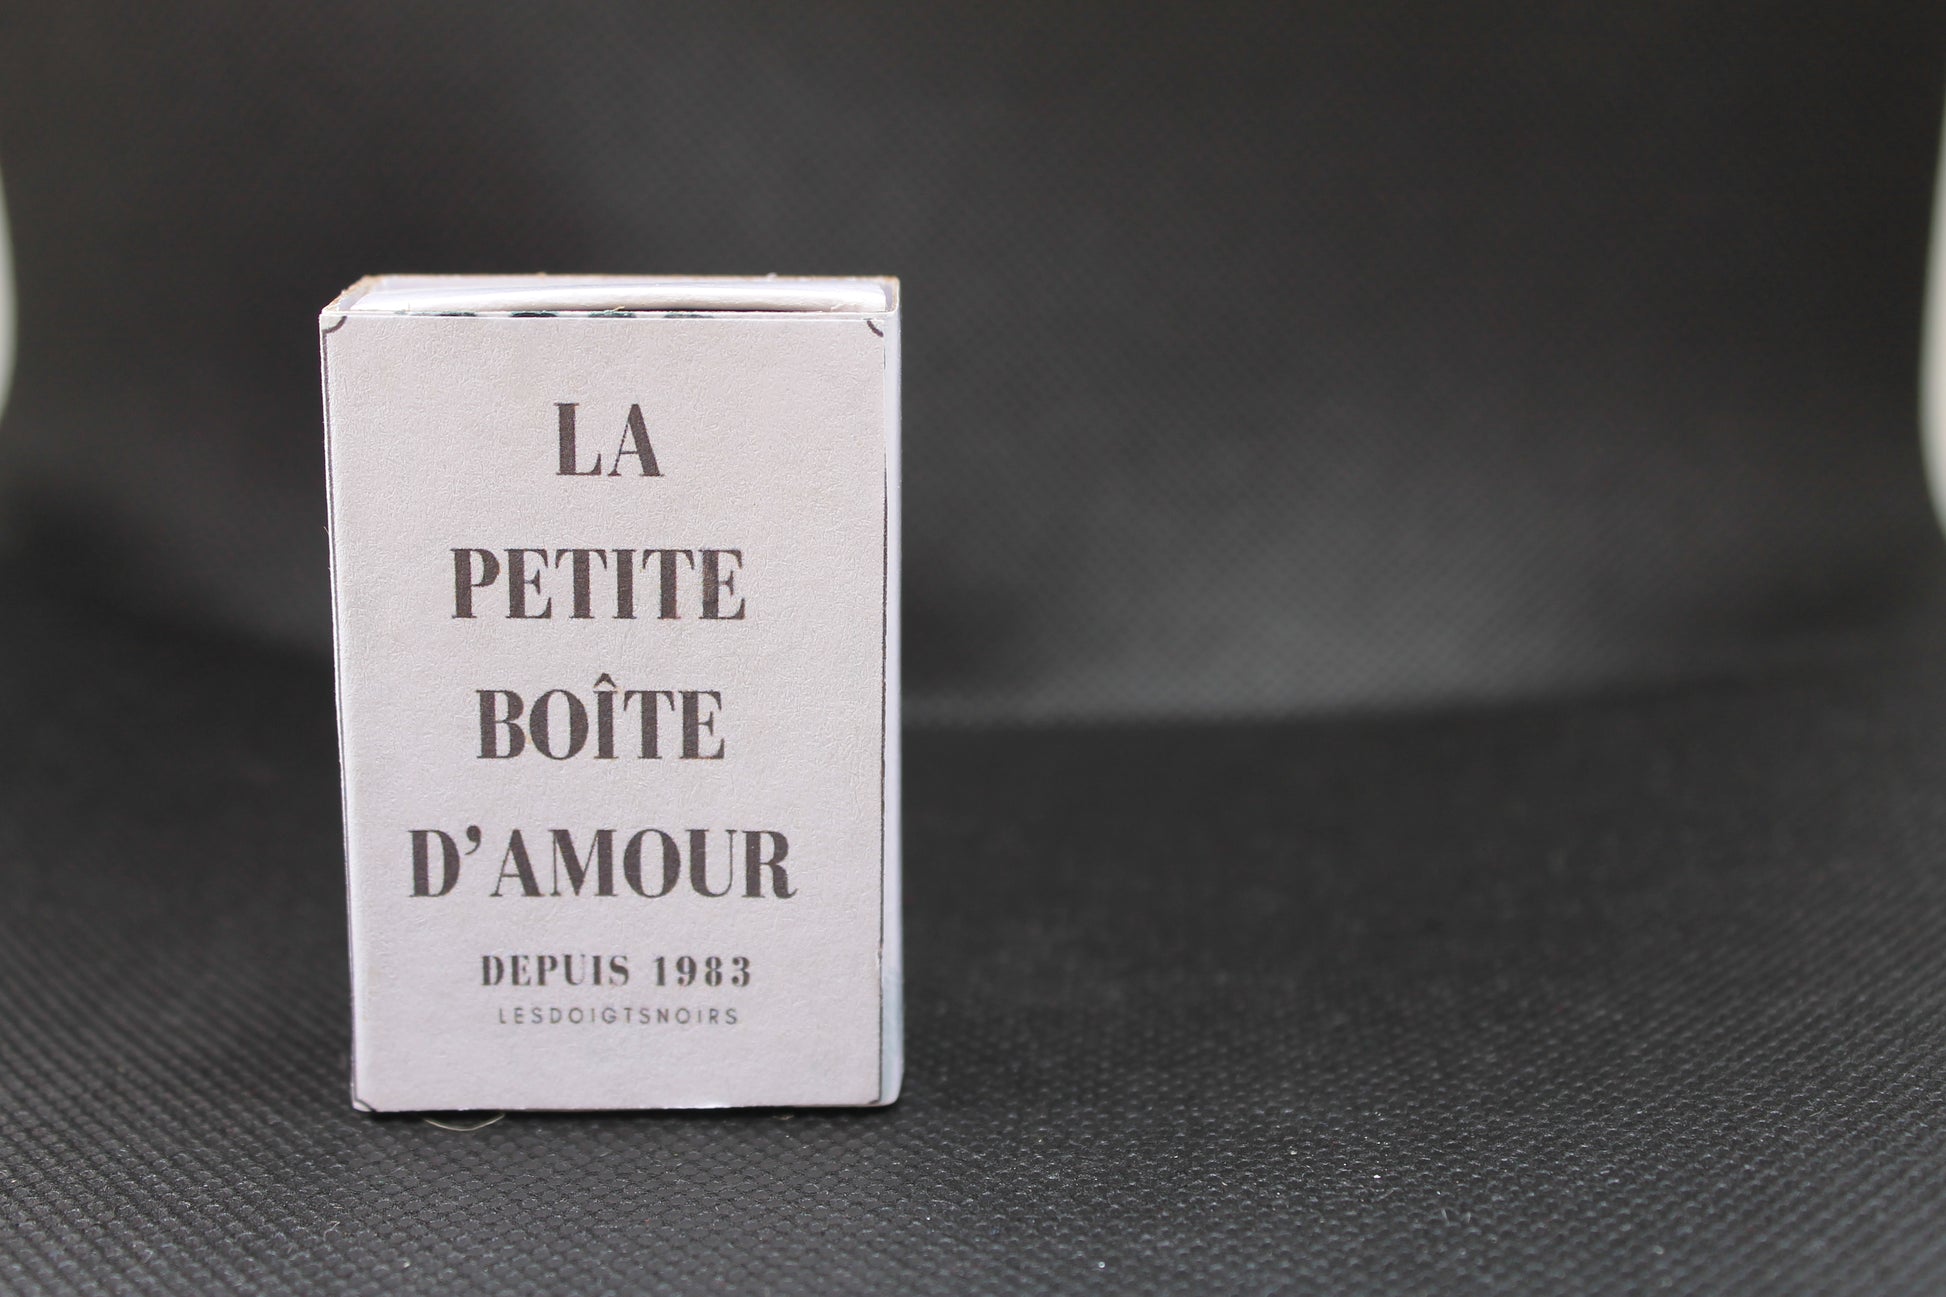 LA
PETITE
BOÎTE
D’AMOUR
DEPUIS 1983
LESDOIGTSNOIRS